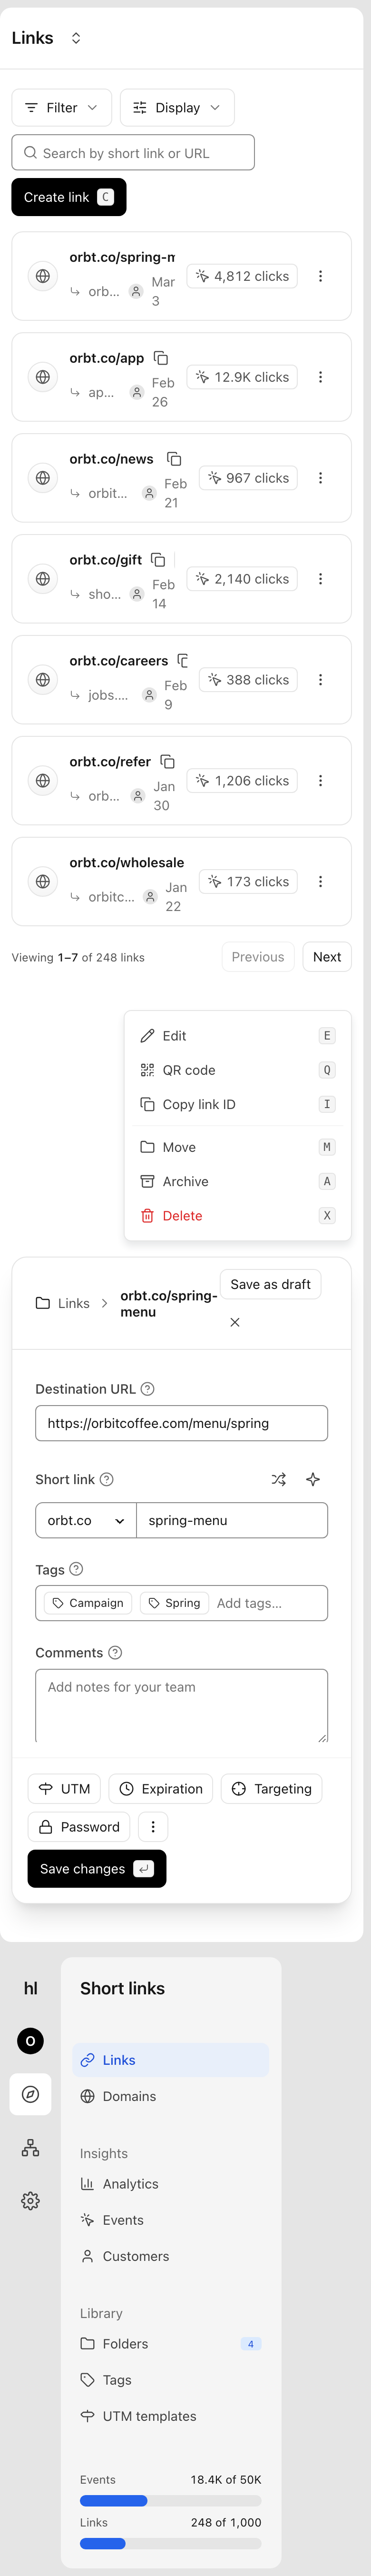 Links
Filter
Display
Search by short link or URL
Create link C
orbt.co/spring-m
4,812 clicks
orb... Mar 3
orbt.co/app
12.9K clicks
ap... Feb 26
orbt.co/news
967 clicks
orbit... Feb 21
orbt.co/gift
2,140 clicks
sho... Feb 14
orbt.co/careers
388 clicks
jobs.... Feb 9
orbt.co/refer
1,206 clicks
orb... Jan 30
orbt.co/wholesale
173 clicks
orbitc... Jan 22
Viewing 1–7 of 248 links
Previous
Next
Edit E
QR code Q
Copy link ID I
Move M
Archive A
Delete X
Links
orbt.co/spring-
menu
Save as draft
Destination URL
https://orbitcoffee.com/menu/spring
Short link
orbt.co
spring-menu
Tags
Campaign
Spring
Add tags...
Comments
Add notes for your team
UTM
Expiration
Targeting
Password
Save changes
hl
O
Short links
Links
Domains
Insights
Analytics
Events
Customers
Library
Folders 4
Tags
UTM templates
Events 18.4K of 50K
Links 248 of 1,000